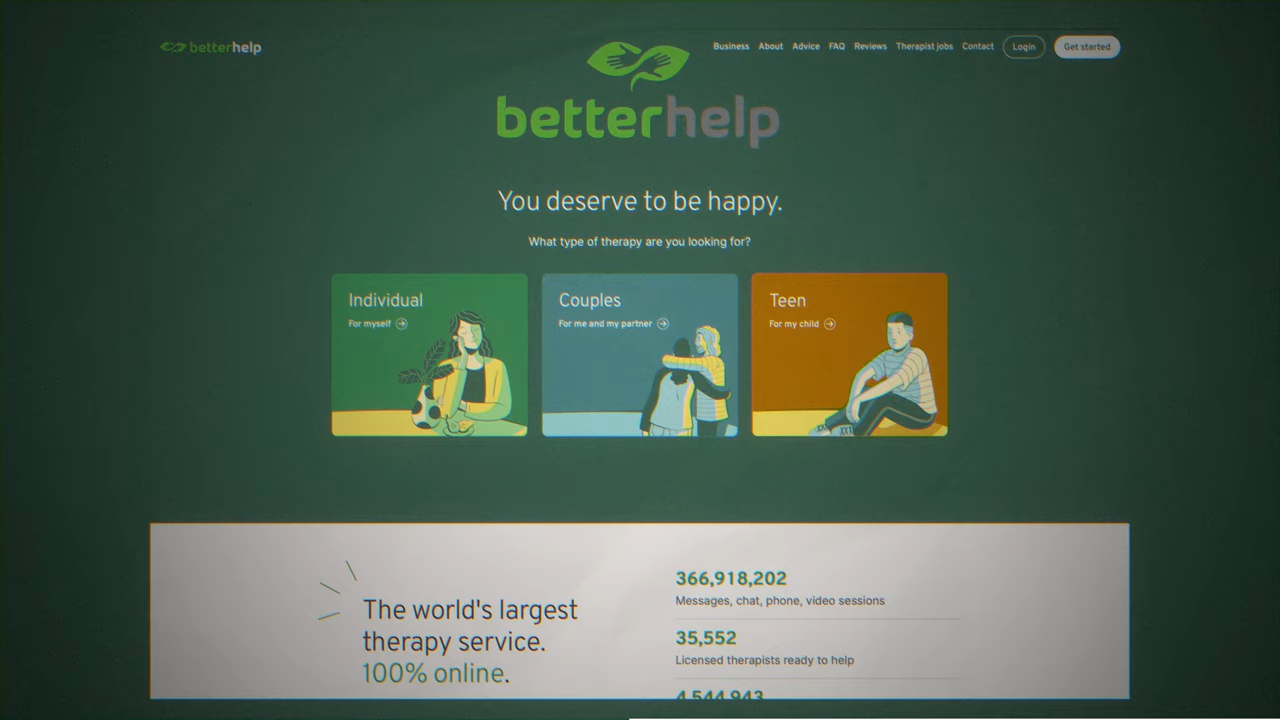 betterhelp
Business About Advice FAQ Reviews Therapist jobs Contact Login Get started
betterhelp
You deserve to be happy.
What type of therapy are you looking for?
Individual
For myself
Couples
For me and my partner
Teen
For my child
The world's largest
therapy service.
100% online.
366,918,202
Messages, chat, phone, video sessions
35,552
Licensed therapists ready to help
4,544,943